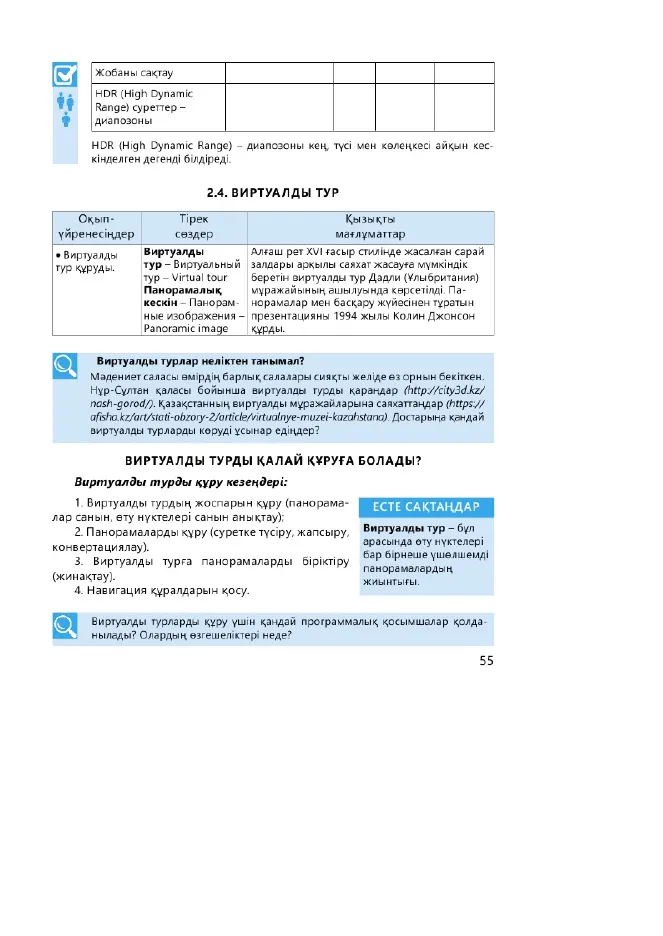 Жобаны сақтау
HDR (High Dynamic
Range) суреттер –
диапозоны
HDR (High Dynamic Range) – диапозоны кең, түсі мен көлеңкесі айқын кес-
кінделген дегенді білдіреді.
2.4. ВИРТУАЛДЫ ТУР
Оқып-
үйренесіңдер
Тірек
сөздер
Қызықты
мағлұматтар
• Виртуалды
тур құруды.
Виртуалды
тур – Виртуальный
тур – Virtual tour
Панорамалық
кескін – Панорам-
ные изображения –
Panoramic image
Алғаш рет XVI ғасыр стилінде жасалған сарай
залдары арқылы саяхат жасауға мүмкіндік
беретін виртуалды тур Дадли (Ұлыбритания)
мұражайының ашылуында көрсетілді. Па-
норамалар мен басқару жүйесінен тұратын
презентацияны 1994 жылы Колин Джонсон
құрды.
Виртуалды турлар неліктен танымал?
Мәдениет саласы өмірдің барлық салалары сияқты желіде өз орнын бекіткен.
Нұр-Сұлтан қаласы бойынша виртуалды турды қараңдар (http://city3d.kz/
nash-gorod/). Қазақстанның виртуалды мұражайларына саяхаттаңдар (https://
afisha.kz/art/stati-obzory-2/article/virtualnye-muzei-kazahstana). Достарыңа қандай
виртуалды турларды көруді ұсынар едіңдер?
ВИРТУАЛДЫ ТУРДЫ ҚАЛАЙ ҚҰРУҒА БОЛАДЫ?
Виртуалды турды құру кезеңдері:
1. Виртуалды турдың жоспарын құру (панорама-
лар санын, өту нүктелері санын анықтау);
2. Панорамаларды құру (суретке түсіру, жапсыру,
конвертациялау).
3. Виртуалды турға панорамаларды біріктіру
(жинақтау).
4. Навигация құралдарын қосу.
ЕСТЕ САҚТАҢДАР
Виртуалды тур – бұл
арасында өту нүктелері
бар бірнеше үшөлшемді
панорамалардың
жиынтығы.
Виртуалды турларды құру үшін қандай программалық қосымшалар қолда-
нылады? Олардың өзгешеліктері неде?
55